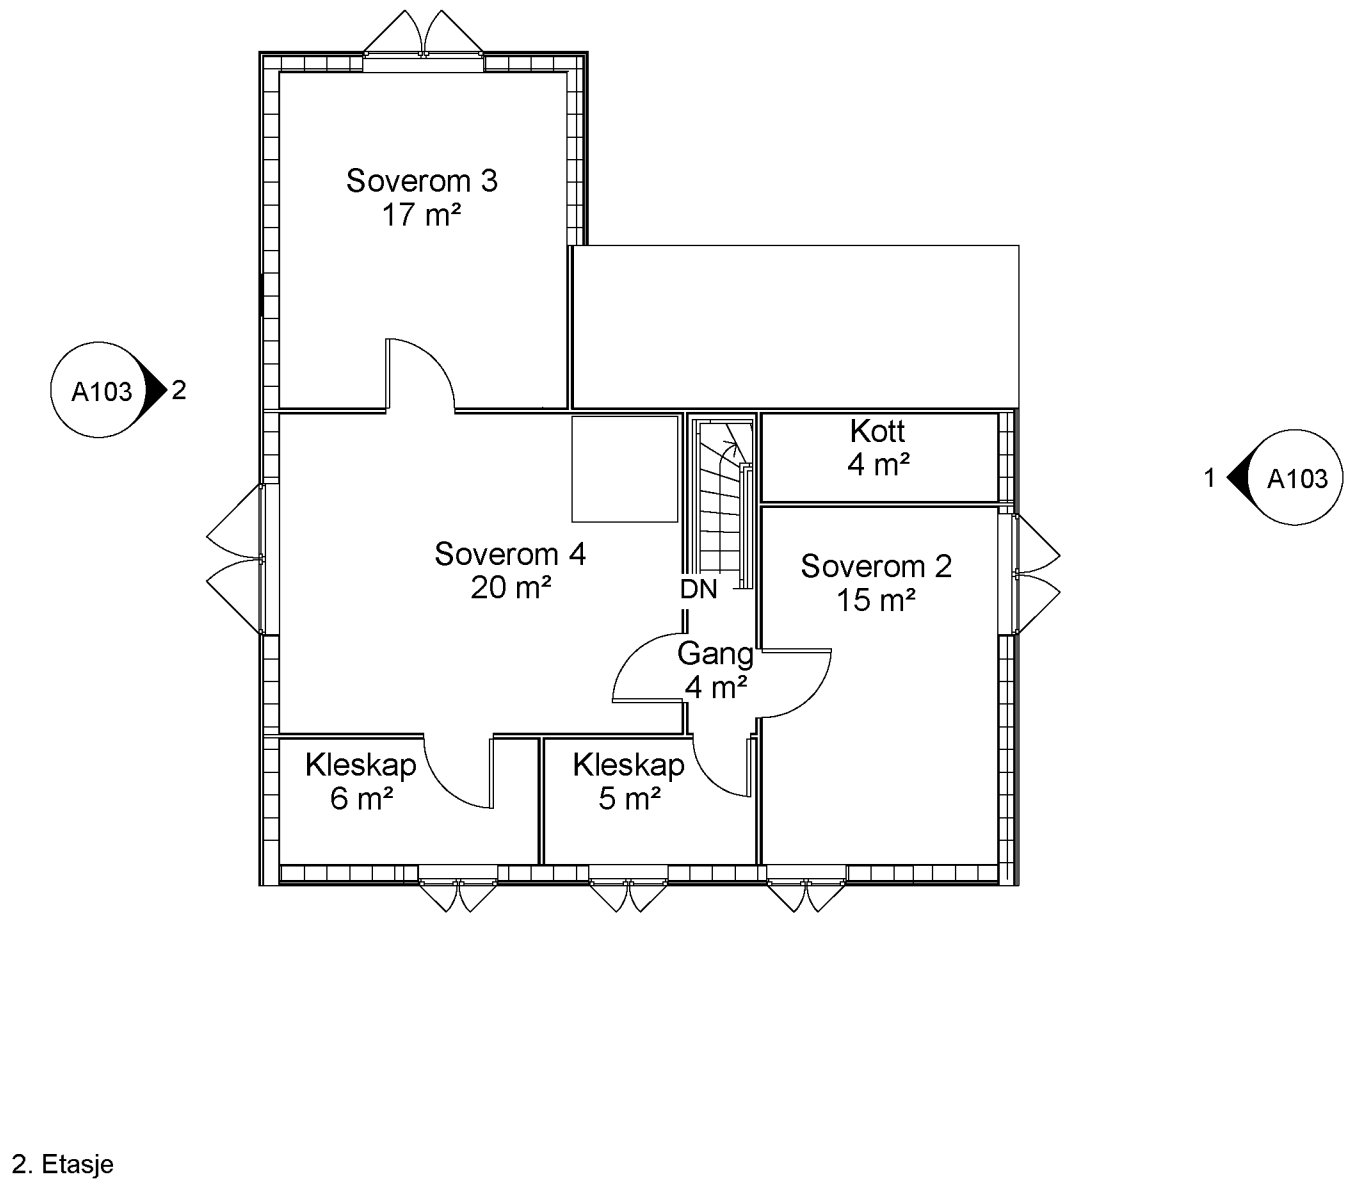 Soverom 3
17 m²
A103
2
Kott
4 m²
1
A103
Soverom 4
20 m²
Soverom 2
15 m²
DN
Gang
4 m²
Kleskap
6 m²
Kleskap
5 m²
2. Etasje